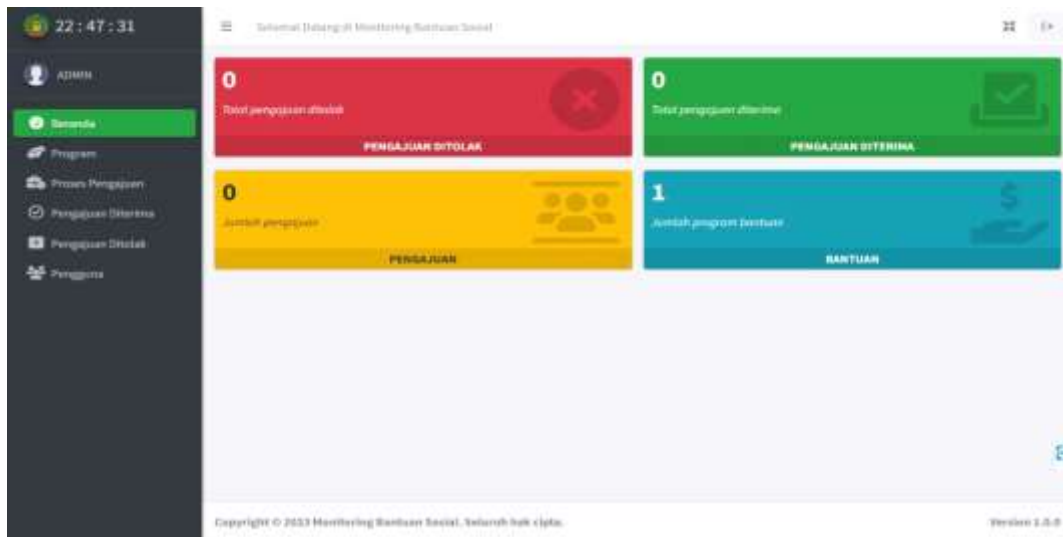 22 : 47 : 31
ADMIN
Beranda
Program
Proses Pengajuan
Pengajuan Diterima
Pengajuan Ditolak
Pengguna
Selamat Datang di Monitoring Bantuan Sosial
0
Total pengajuan ditolak
PENGAJUAN DITOLAK
0
Total pengajuan diterima
PENGAJUAN DITERIMA
0
Jumlah pengajuan
PENGAJUAN
1
Jumlah program bantuan
BANTUAN
Copyright © 2023 Monitoring Bantuan Sosial. Seluruh hak cipta.
Version 1.0.0